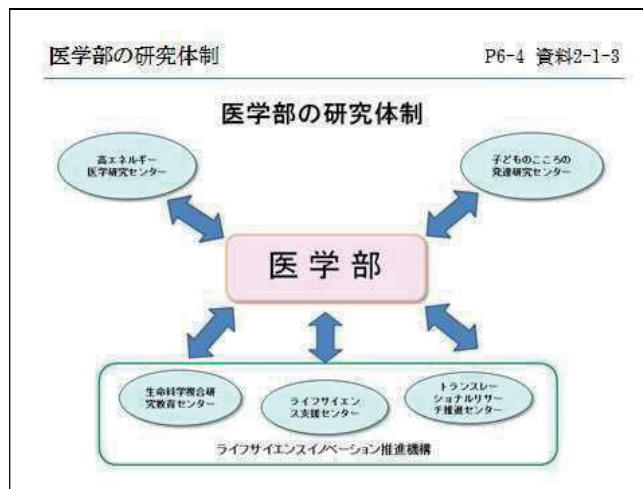 医学部の研究体制
P6-4 資料2-1-3
医学部の研究体制
高エネルギー
医学研究センター
子どものこころの
発達研究センター
医学部
生命科学複合研
究教育センター
ライフサイエン
ス支援センター
トランスレー
ショナルリサー
チ推進センター
ライフサイエンスイノベーション推進機構